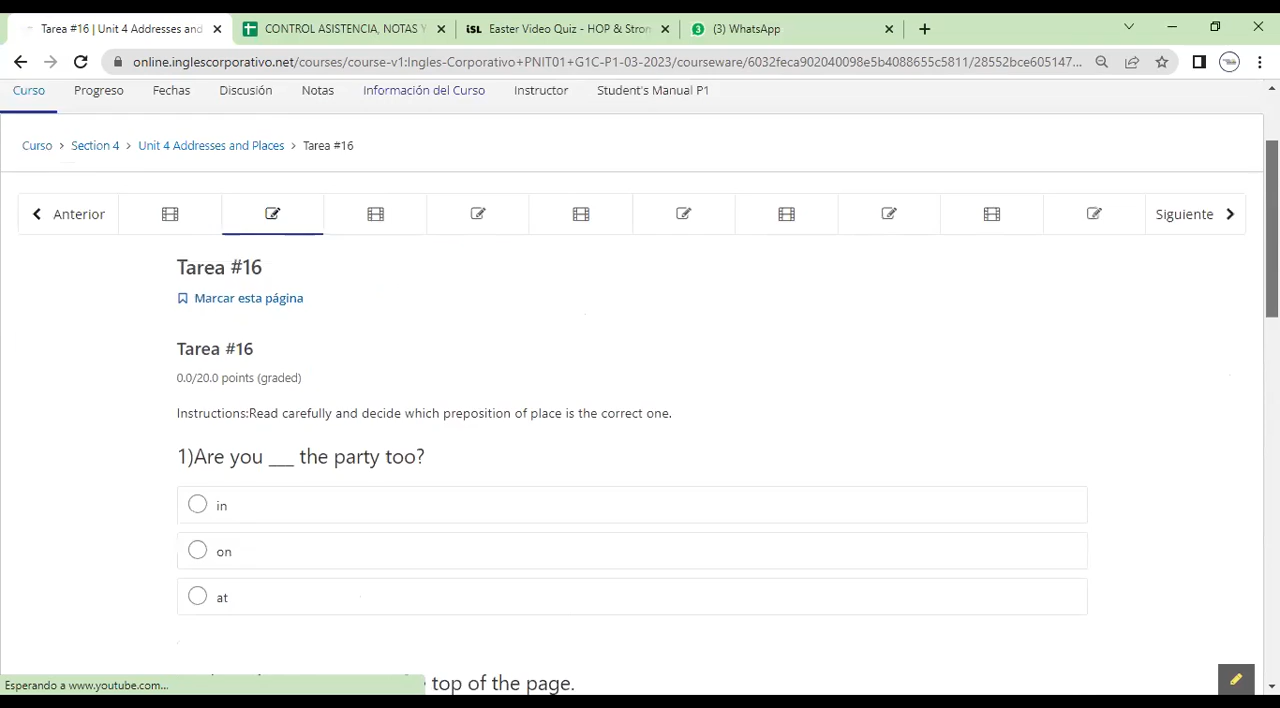 Tarea #16 | Unit 4 Addresses and
CONTROL ASISTENCIA, NOTAS Y
iSL Easter Video Quiz - HOP & Stron
3 (3) WhatsApp
online.inglescorporativo.net/courses/course-v1:Ingles-Corporativo+PNIT01+G1C-P1-03-2023/courseware/6032feca902040098e5b4088655c5811/28552bce605147...
Curso Progreso Fechas Discusión Notas Información del Curso Instructor Student's Manual P1
Curso > Section 4 > Unit 4 Addresses and Places > Tarea #16
Anterior Siguiente
Tarea #16
Marcar esta página
Tarea #16
0.0/20.0 points (graded)
Instructions:Read carefully and decide which preposition of place is the correct one.
1)Are you ___ the party too?
in
on
at
top of the page.
Esperando a www.youtube.com...